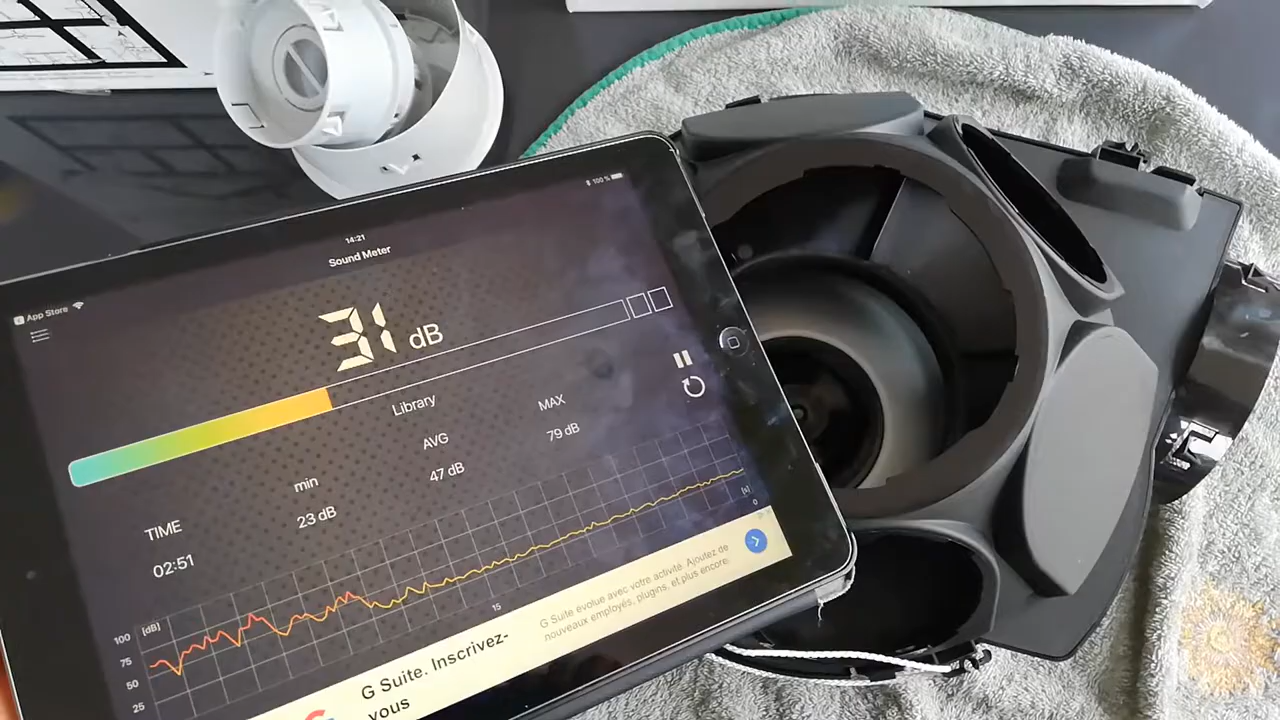 14:21
100 %
App Store
Sound Meter
31 dB
Library
TIME
min
AVG
MAX
02:51
23 dB
47 dB
79 dB
100
[dB]
75
50
25
15
[s]
0
G Suite. Inscrivez-
vous
G Suite évolue avec votre activité. Ajoutez de
nouveaux employés, plugins, et plus encore.